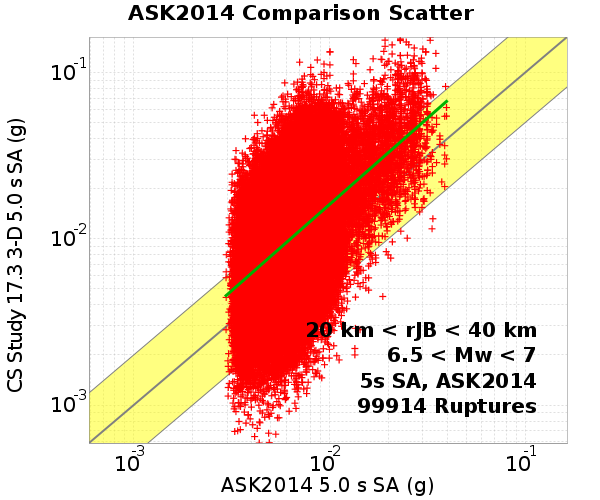 ASK2014 Comparison Scatter
CS Study 17.3 3-D 5.0 s SA (g)
10-1
10-2
10-3
20 km < rJB < 40 km
6.5 < Mw < 7
5s SA, ASK2014
99914 Ruptures
10-3 10-2 10-1
ASK2014 5.0 s SA (g)